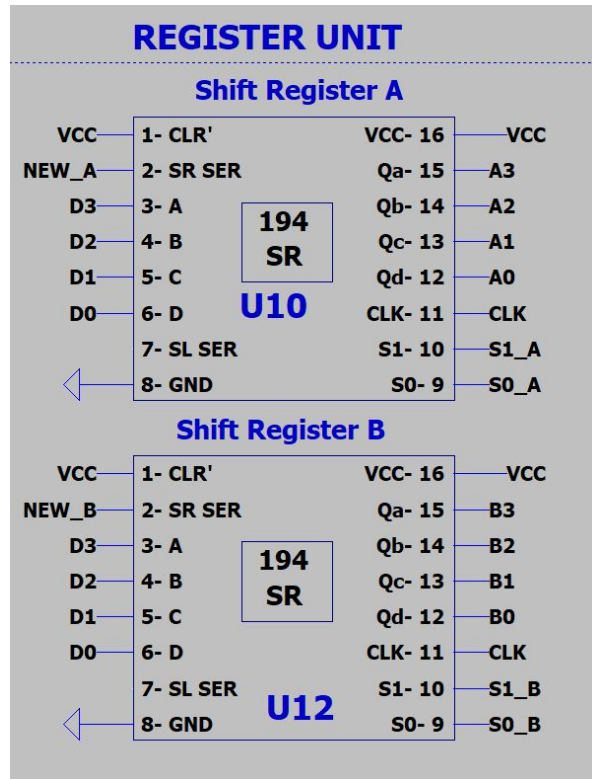 REGISTER UNIT
Shift Register A
VCC 1- CLR' VCC- 16 VCC
NEW_A 2- SR SER Qa- 15 A3
D3 3- A Qb- 14 A2
194
D2 4- B Qc- 13 A1
SR
D1 5- C Qd- 12 A0
D0 6- D U10 CLK- 11 CLK
7- SL SER S1- 10 S1_A
8- GND S0- 9 S0_A
Shift Register B
VCC 1- CLR' VCC- 16 VCC
NEW_B 2- SR SER Qa- 15 B3
D3 3- A Qb- 14 B2
194
D2 4- B Qc- 13 B1
SR
D1 5- C Qd- 12 B0
D0 6- D CLK- 11 CLK
7- SL SER S1- 10 S1_B
U12
8- GND S0- 9 S0_B